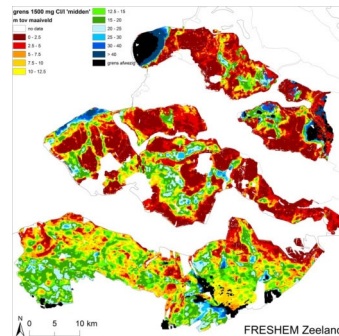 grens 1500 mg Cl/l 'midden'
m tov maaiveld
no data
0 - 2.5
2.5 - 5
5 - 7.5
7.5 - 10
10 - 12.5
12.5 - 15
15 - 20
20 - 25
25 - 30
30 - 40
> 40
grens afwezig
N
0 5 10 km
FRESHEM Zeeland